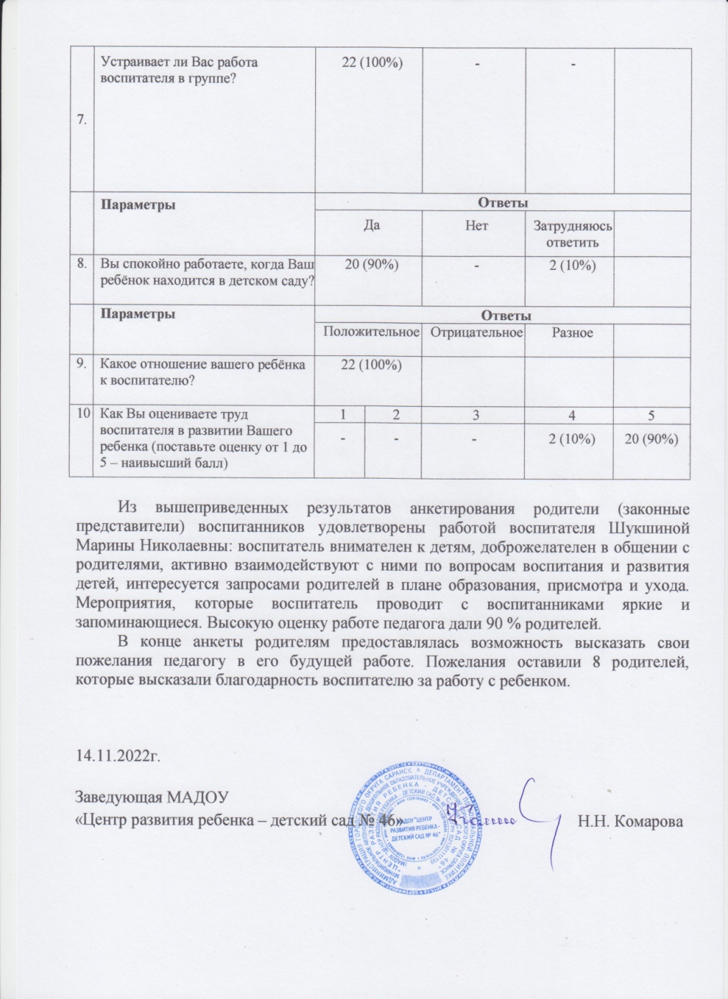 7.
Устраивает ли Вас работа
воспитателя в группе?
22 (100%)
-
-
Параметры
Ответы
Да
Нет
Затрудняюсь
ответить
8.
Вы спокойно работаете, когда Ваш
ребёнок находится в детском саду?
20 (90%)
-
2 (10%)
Параметры
Ответы
Положительное
Отрицательное
Разное
9.
Какое отношение вашего ребёнка
к воспитателю?
22 (100%)
10
Как Вы оцениваете труд
воспитателя в развитии Вашего
ребенка (поставьте оценку от 1 до
5 – наивысший балл)
1
2
3
4
5
-
-
-
2 (10%)
20 (90%)
Из вышеприведенных результатов анкетирования родители (законные
представители) воспитанников удовлетворены работой воспитателя Шукшиной
Марины Николаевны: воспитатель внимателен к детям, доброжелателен в общении с
родителями, активно взаимодействуют с ними по вопросам воспитания и развития
детей, интересуется запросами родителей в плане образования, присмотра и ухода.
Мероприятия, которые воспитатель проводит с воспитанниками яркие и
запоминающиеся. Высокую оценку работе педагога дали 90 % родителей.
В конце анкеты родителям предоставлялась возможность высказать свои
пожелания педагогу в его будущей работе. Пожелания оставили 8 родителей,
которые высказали благодарность воспитателю за работу с ребенком.
14.11.2022г.
Заведующая МАДОУ
«Центр развития ребенка – детский сад № 46»
Н.Н. Комарова
МАДОУ "ЦЕНТР
РАЗВИТИЯ РЕБЕНКА -
ДЕТСКИЙ САД № 46"